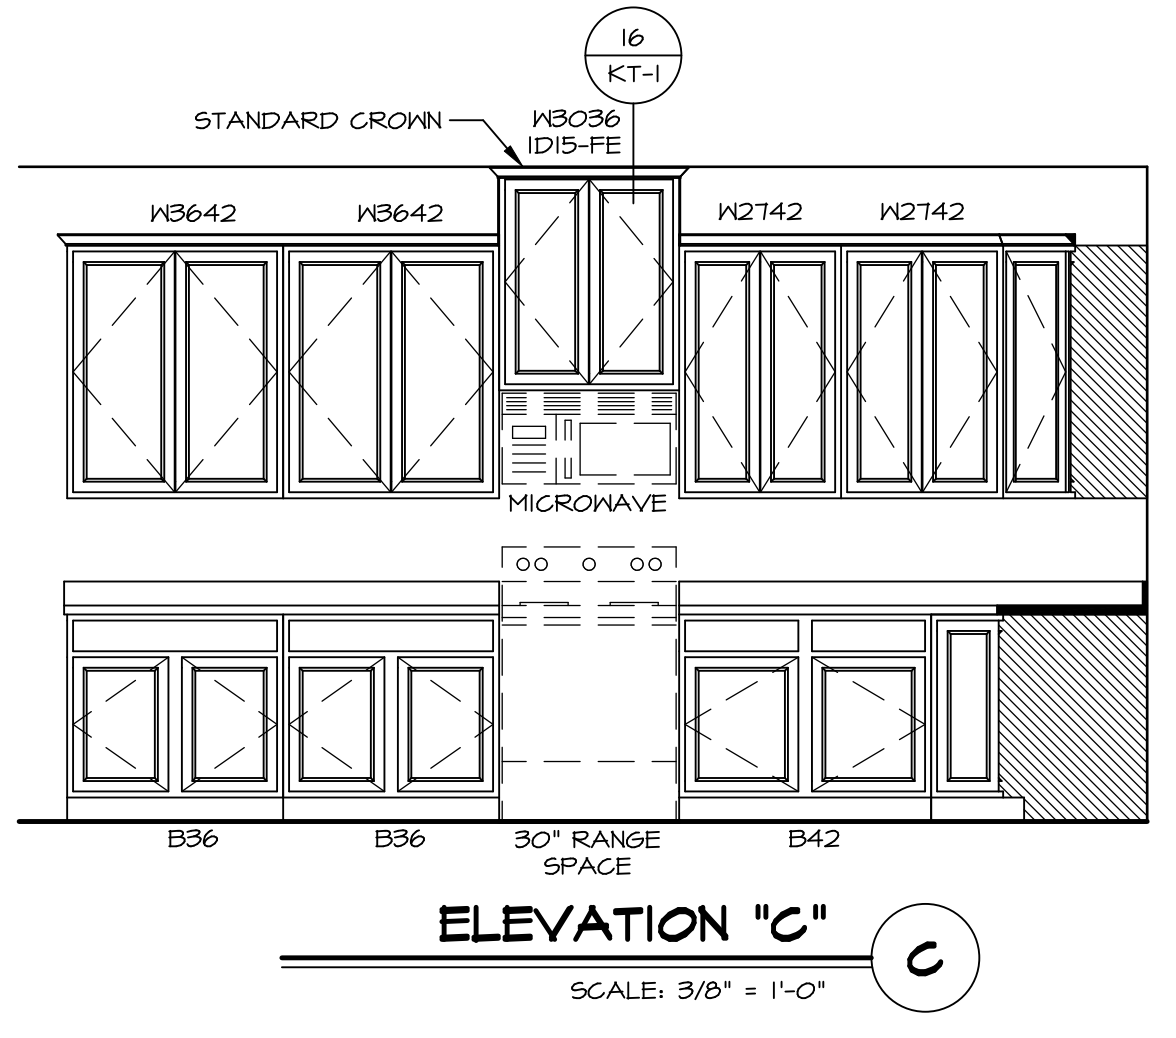 16
KT-1
STANDARD CROWN
W3036
1D15-FE
W3642
W3642
W2742
W2742
MICROWAVE
B36
B36
30" RANGE
SPACE
B42
ELEVATION "C"
C
SCALE: 3/8" = 1'-0"